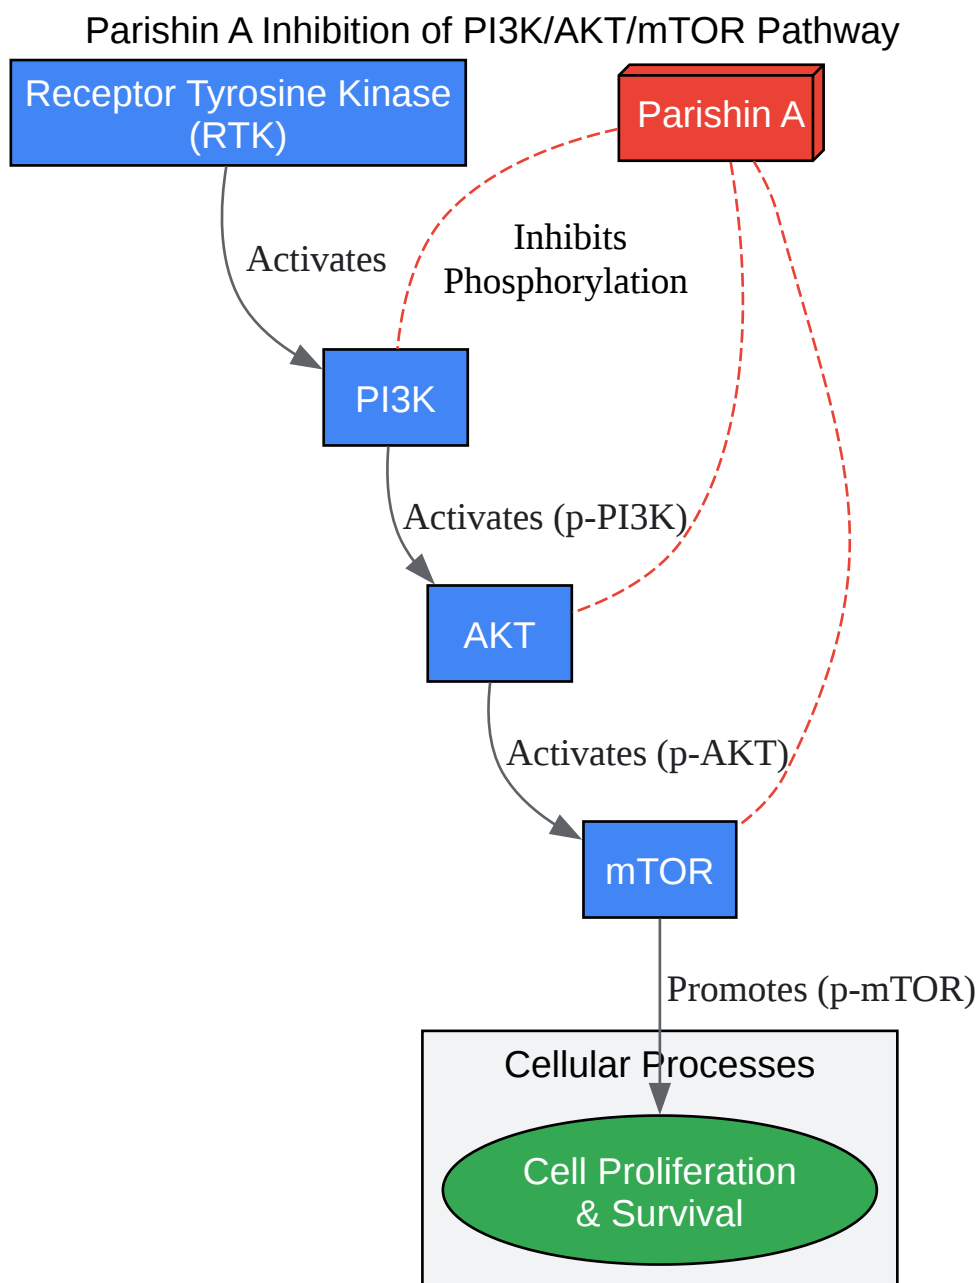 Parishin A Inhibition of PI3K/AKT/mTOR Pathway
Receptor Tyrosine Kinase
(RTK)
Parishin A
Activates
Inhibits
Phosphorylation
PI3K
Activates (p-PI3K)
AKT
Activates (p-AKT)
mTOR
Promotes (p-mTOR)
Cellular Processes
Cell Proliferation
& Survival